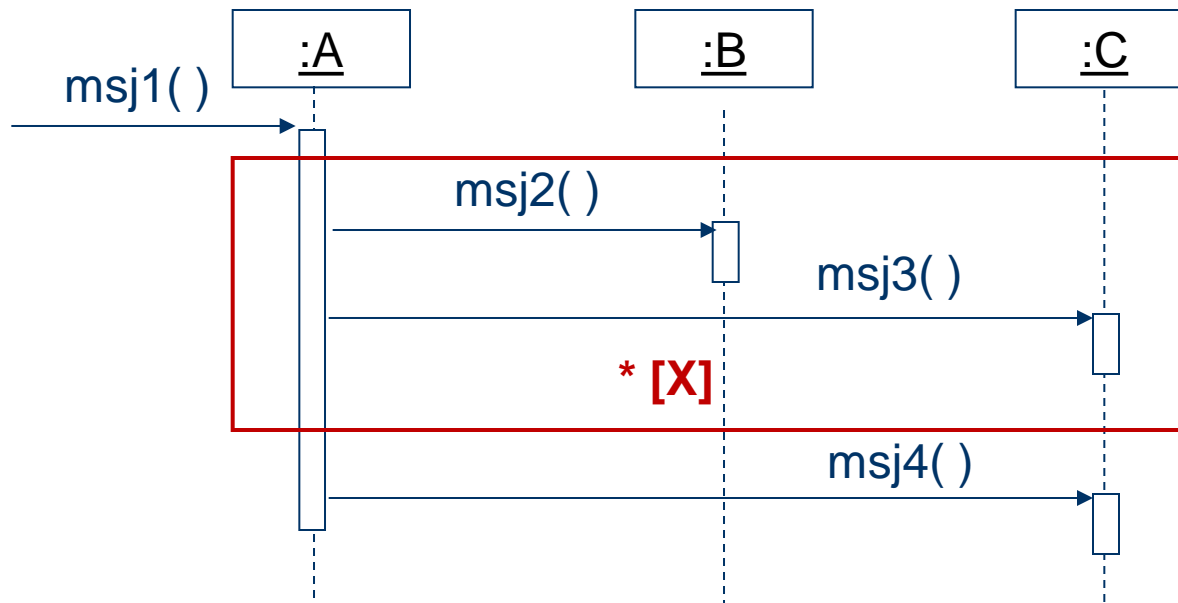 :A
:B
:C
msj1( )
msj2( )
msj3( )
* [X]
msj4( )